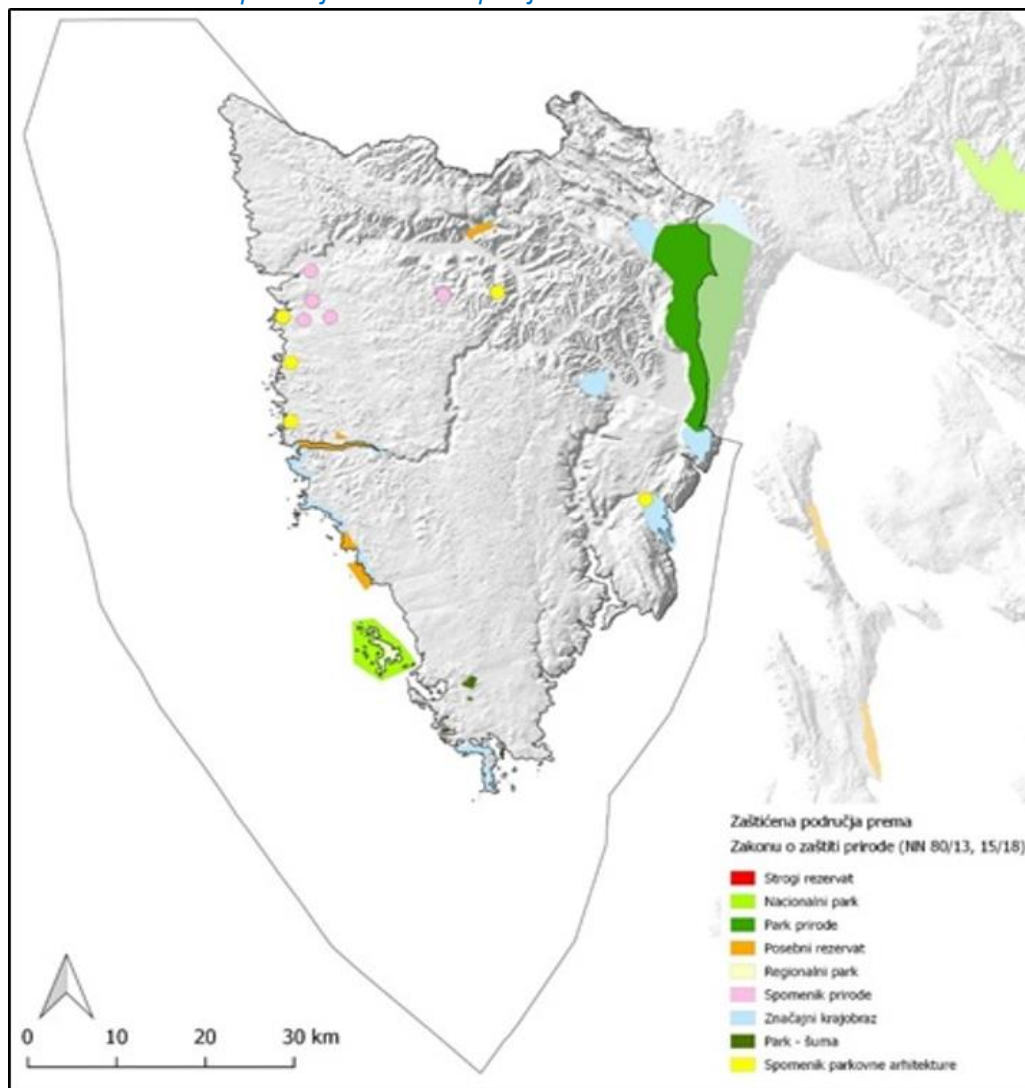 Zaštićena područja prema
Zakonu o zaštiti prirode (NN 80/13, 15/18)
Strogi rezervat
Nacionalni park
Park prirode
Posebni rezervat
Regionalni park
Spomenik prirode
Značajni krajobraz
Park - šuma
Spomenik parkovne arhitekture
0 10 20 30 km